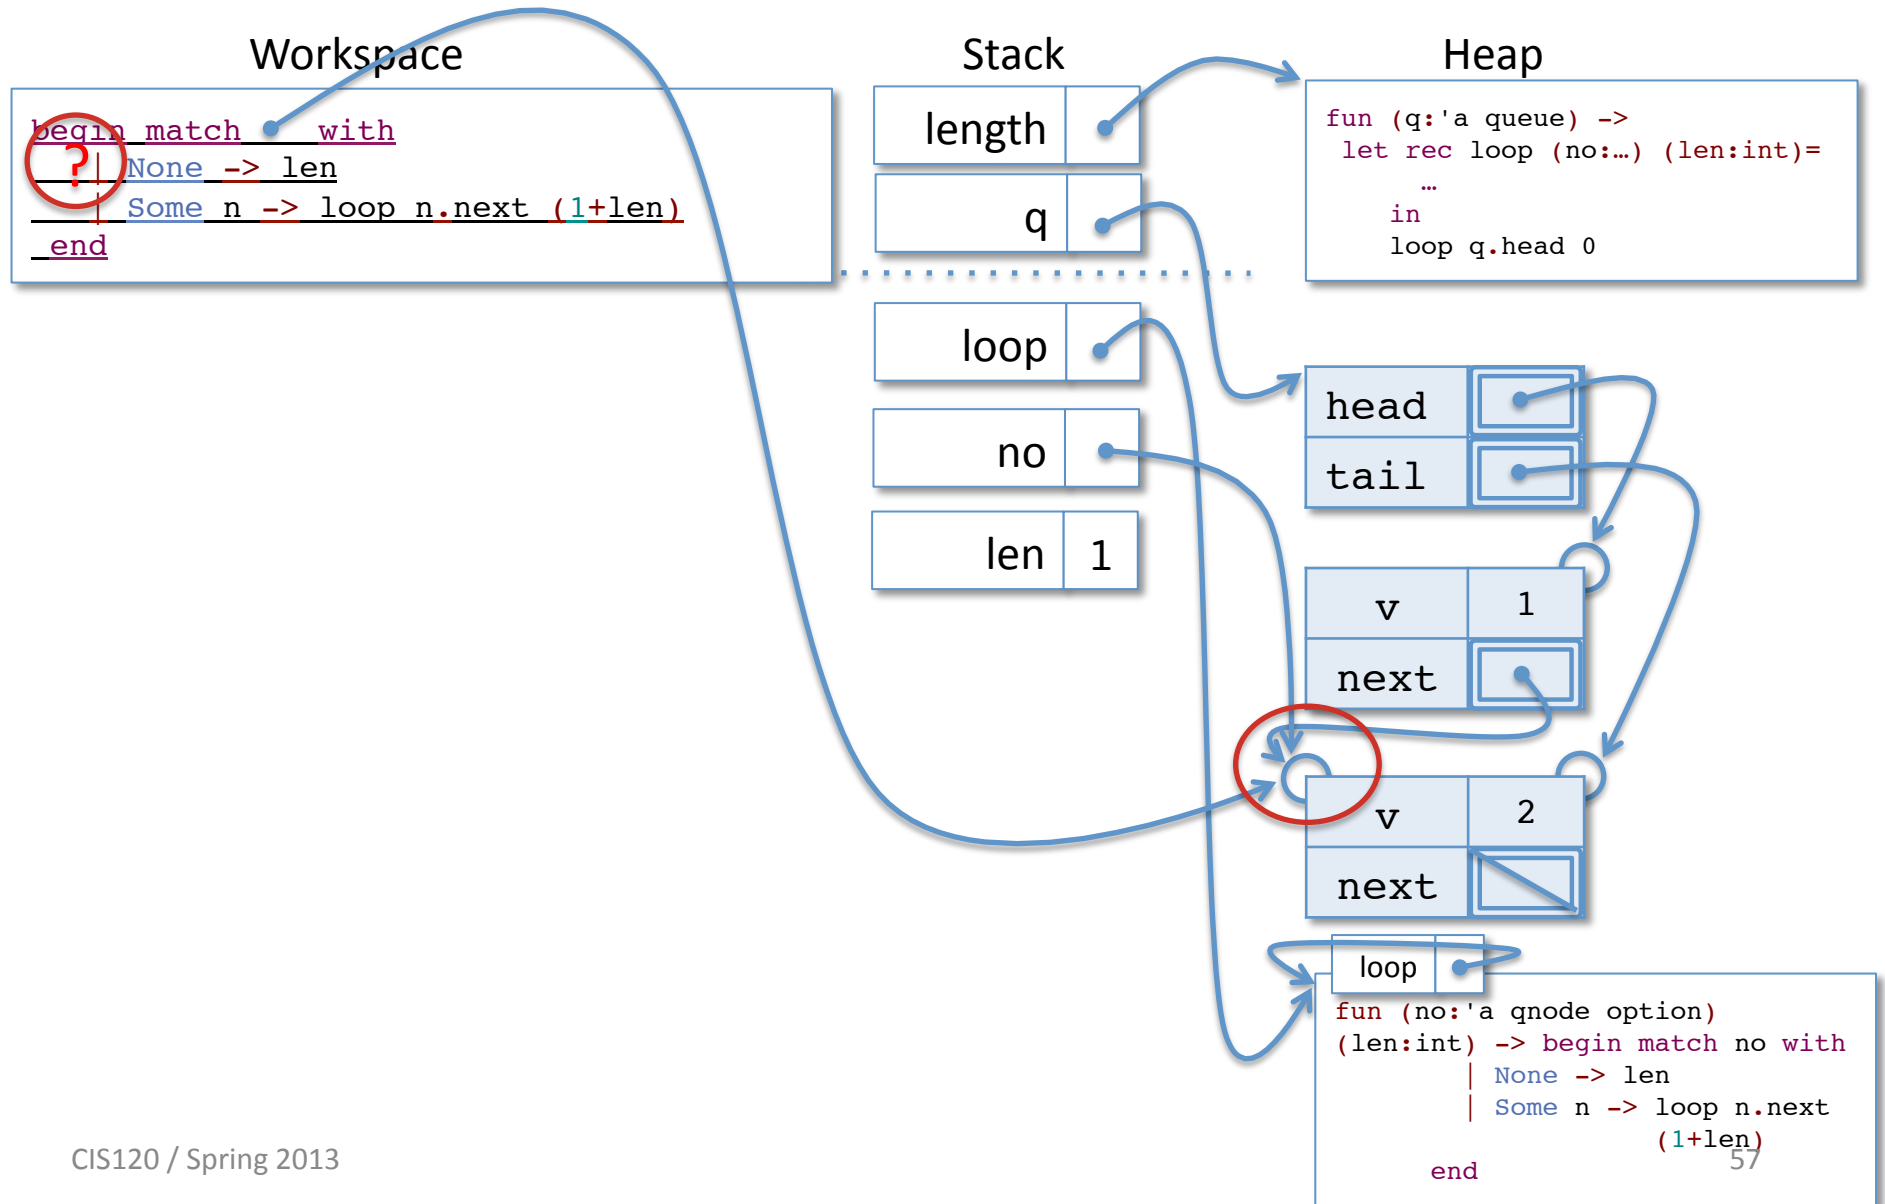 Workspace
begin match with
? | None -> len
| Some n -> loop n.next (1+len)
end
Stack
length
q
loop
no
len 1
Heap
fun (q:'a queue) ->
let rec loop (no:…) (len:int)=
…
in
loop q.head 0
head
tail
v 1
next
v 2
next
loop
fun (no:'a qnode option)
(len:int) -> begin match no with
| None -> len
| Some n -> loop n.next
(1+len)
end
CIS120 / Spring 2013
57